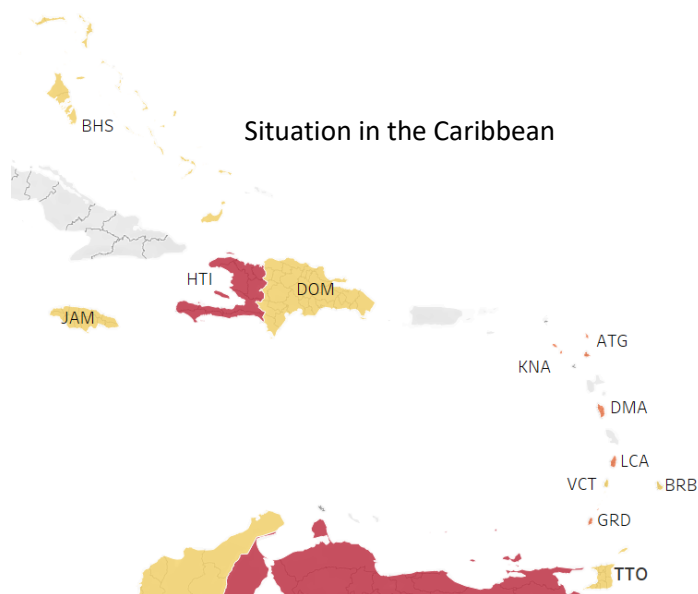 BHS
Situation in the Caribbean
HTI
DOM
JAM
ATG
KNA
DMA
LCA
VCT
BRB
GRD
TTO